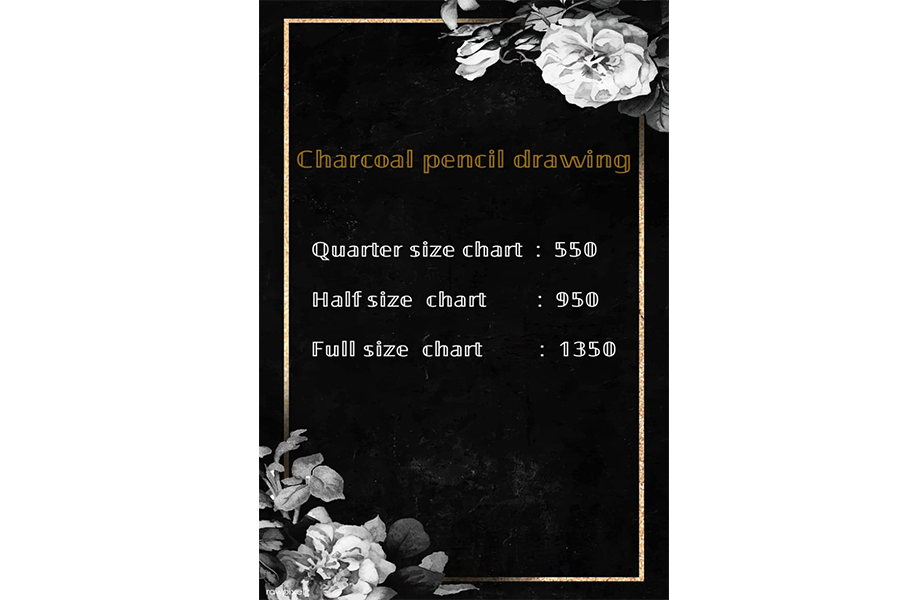 Charcoal pencil drawing
Quarter size chart : 550
Half size chart : 950
Full size chart : 1350